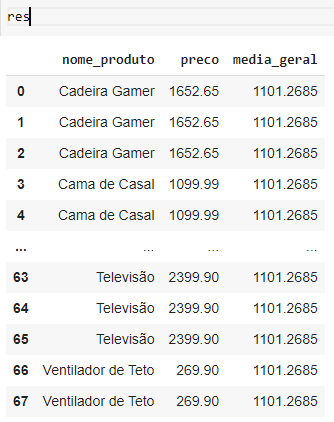 res
nome_produto preco media_geral
0 Cadeira Gamer 1652.65 1101.2685
1 Cadeira Gamer 1652.65 1101.2685
2 Cadeira Gamer 1652.65 1101.2685
3 Cama de Casal 1099.99 1101.2685
4 Cama de Casal 1099.99 1101.2685
... ... ... ...
63 Televisão 2399.90 1101.2685
64 Televisão 2399.90 1101.2685
65 Televisão 2399.90 1101.2685
66 Ventilador de Teto 269.90 1101.2685
67 Ventilador de Teto 269.90 1101.2685